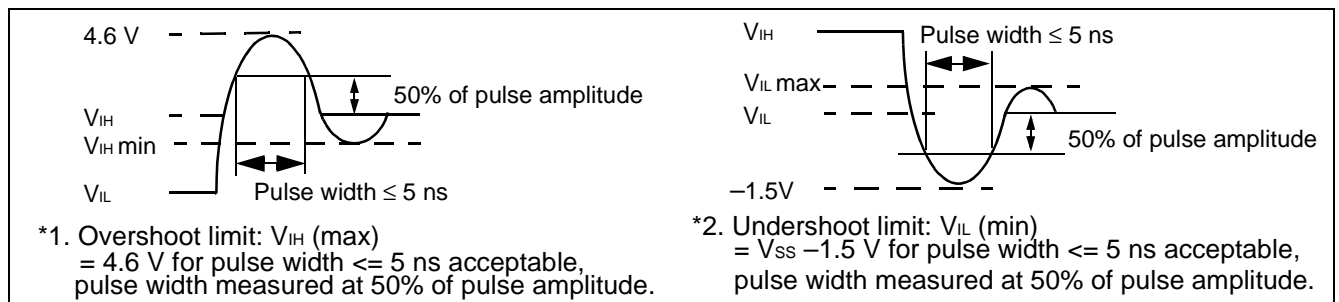 4.6 V
50% of pulse amplitude
VIH
VIH min
Pulse width ≤ 5 ns
VIL
*1. Overshoot limit: VIH (max)
= 4.6 V for pulse width <= 5 ns acceptable,
pulse width measured at 50% of pulse amplitude.
VIH
Pulse width ≤ 5 ns
VIL max
VIL
50% of pulse amplitude
–1.5V
*2. Undershoot limit: VIL (min)
= VSS –1.5 V for pulse width <= 5 ns acceptable,
pulse width measured at 50% of pulse amplitude.